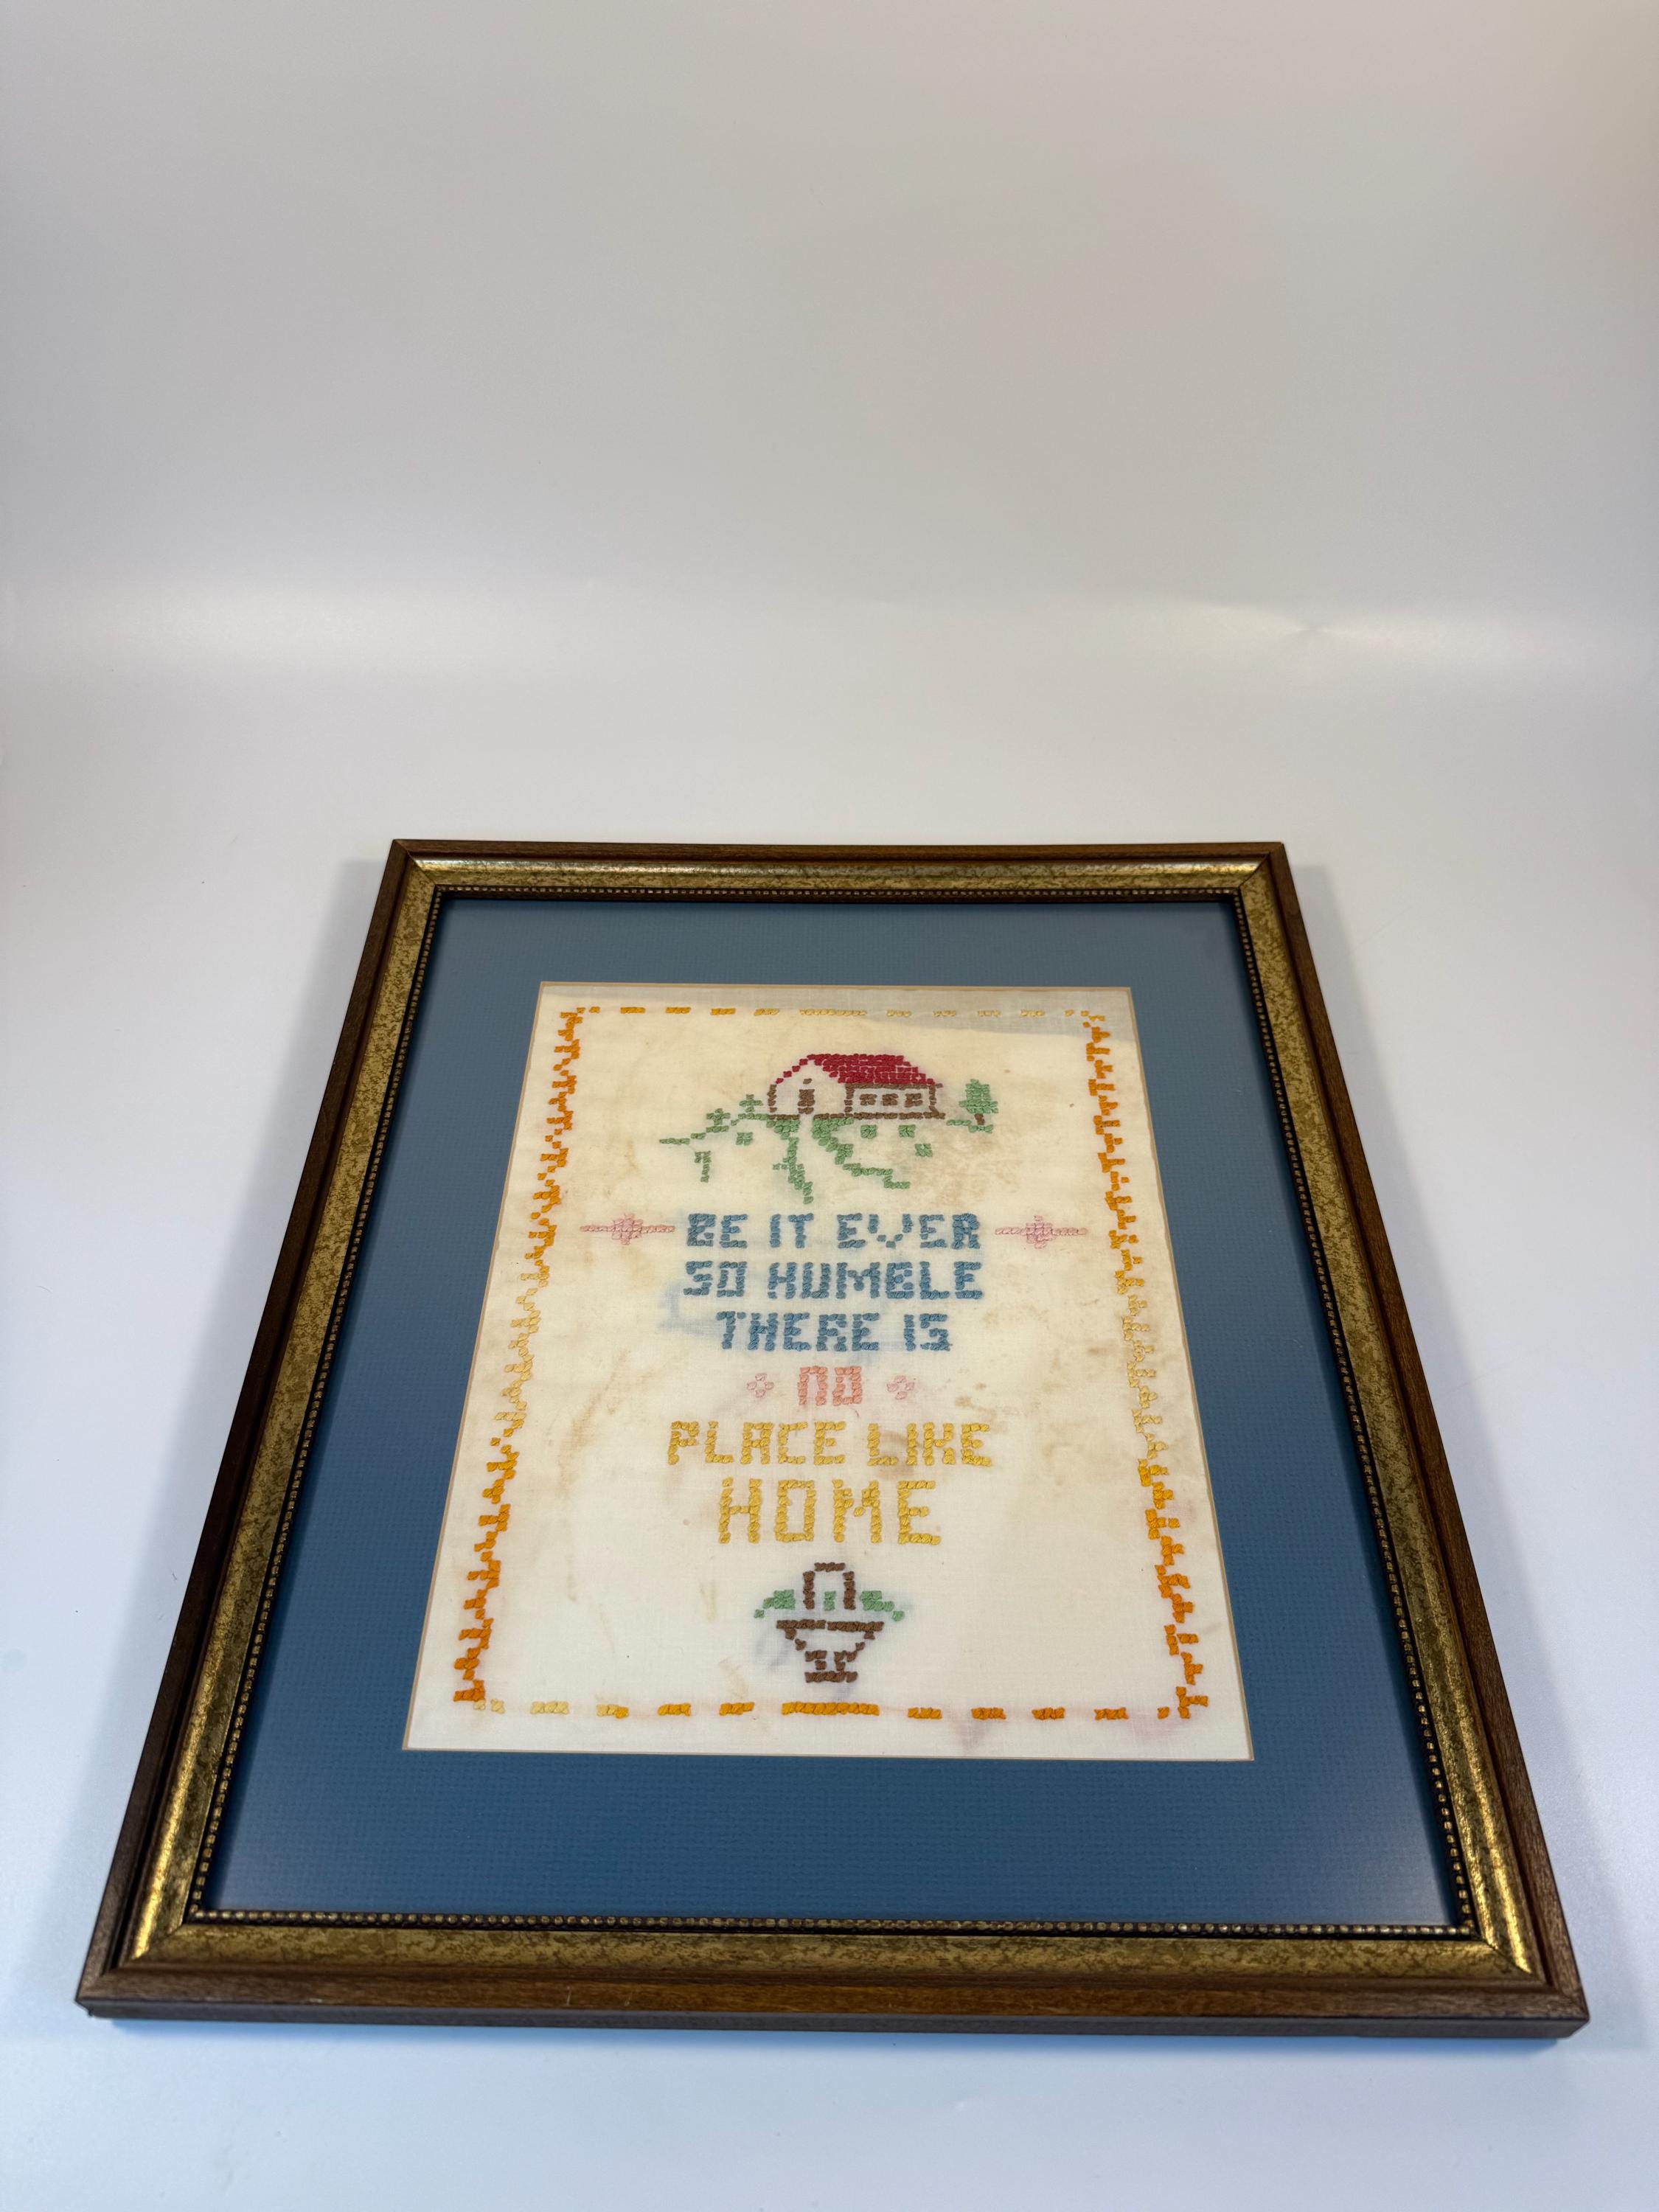 BE IT EVER
SO HUMBLE
THERE IS
NO
PLACE LIKE
HOME